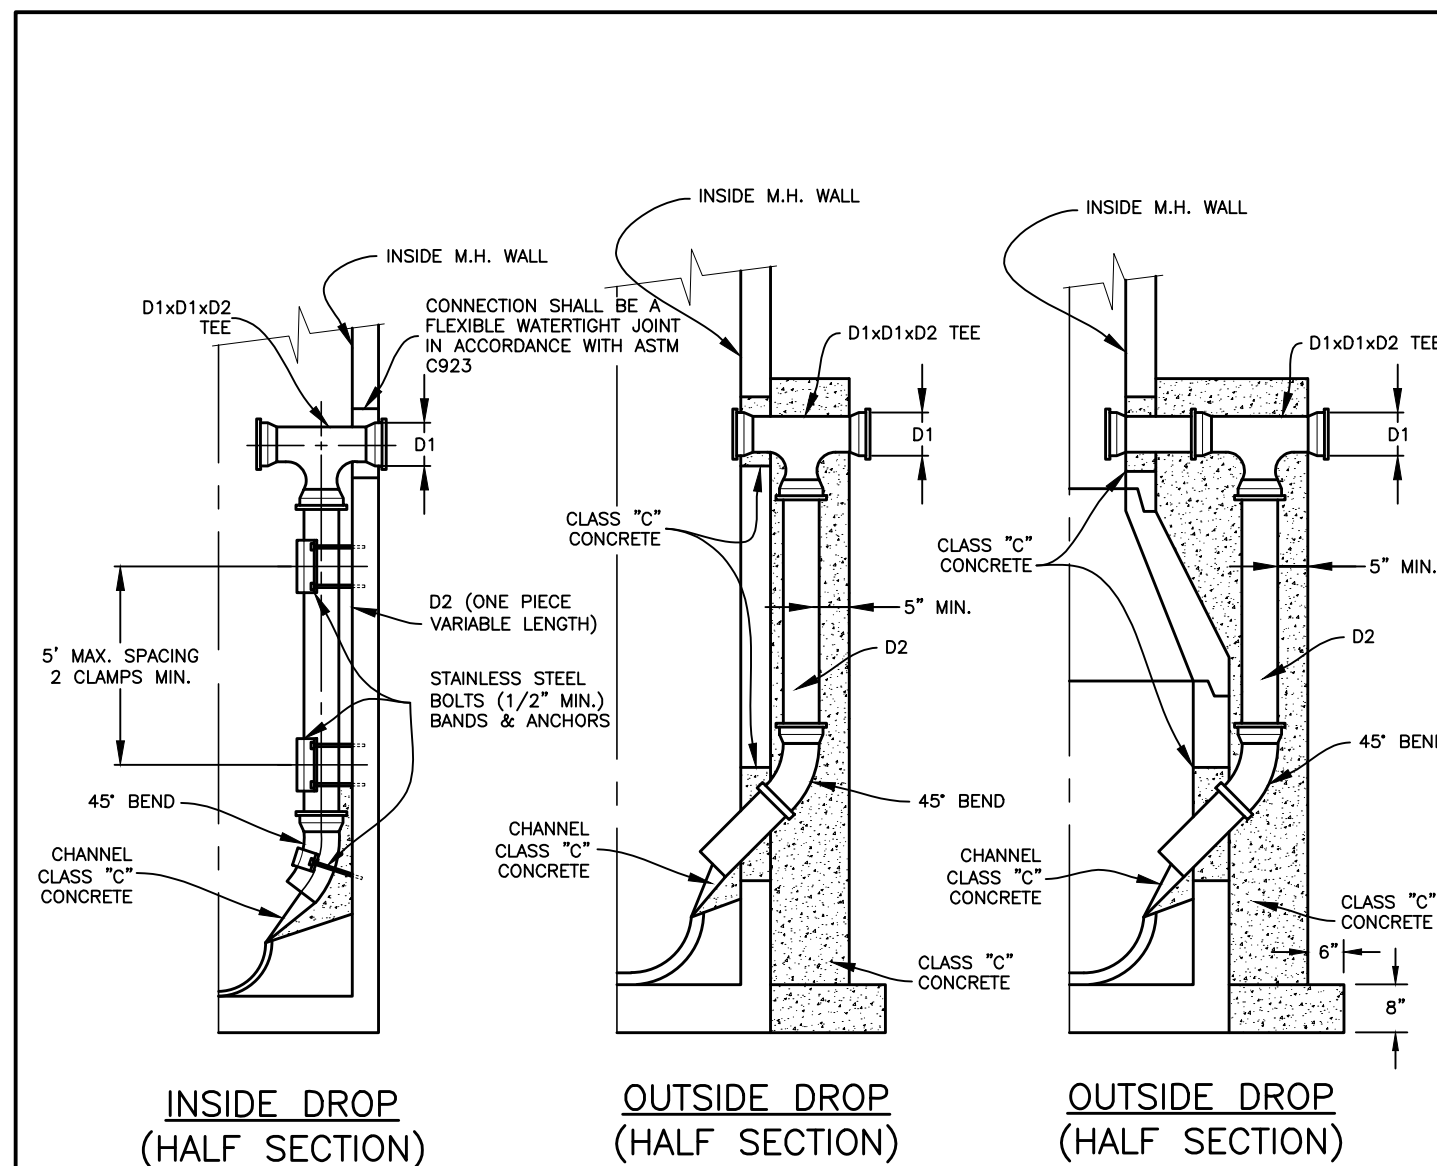 INSIDE M.H. WALL
D1xD1xD2
TEE
CONNECTION SHALL BE A
FLEXIBLE WATERTIGHT JOINT
IN ACCORDANCE WITH ASTM
C923
D1
D2 (ONE PIECE
VARIABLE LENGTH)
5' MAX. SPACING
2 CLAMPS MIN.
STAINLESS STEEL
BOLTS (1/2" MIN.)
BANDS & ANCHORS
45° BEND
CHANNEL
CLASS "C"
CONCRETE
INSIDE DROP
(HALF SECTION)
INSIDE M.H. WALL
D1xD1xD2 TEE
D1
CLASS "C"
CONCRETE
5" MIN.
D2
45° BEND
CHANNEL
CLASS "C"
CONCRETE
CLASS "C"
CONCRETE
OUTSIDE DROP
(HALF SECTION)
INSIDE M.H. WALL
D1xD1xD2 TEE
D1
CLASS "C"
CONCRETE
5" MIN.
D2
45° BEND
CHANNEL
CLASS "C"
CONCRETE
CLASS "C"
CONCRETE
6"
8"
OUTSIDE DROP
(HALF SECTION)